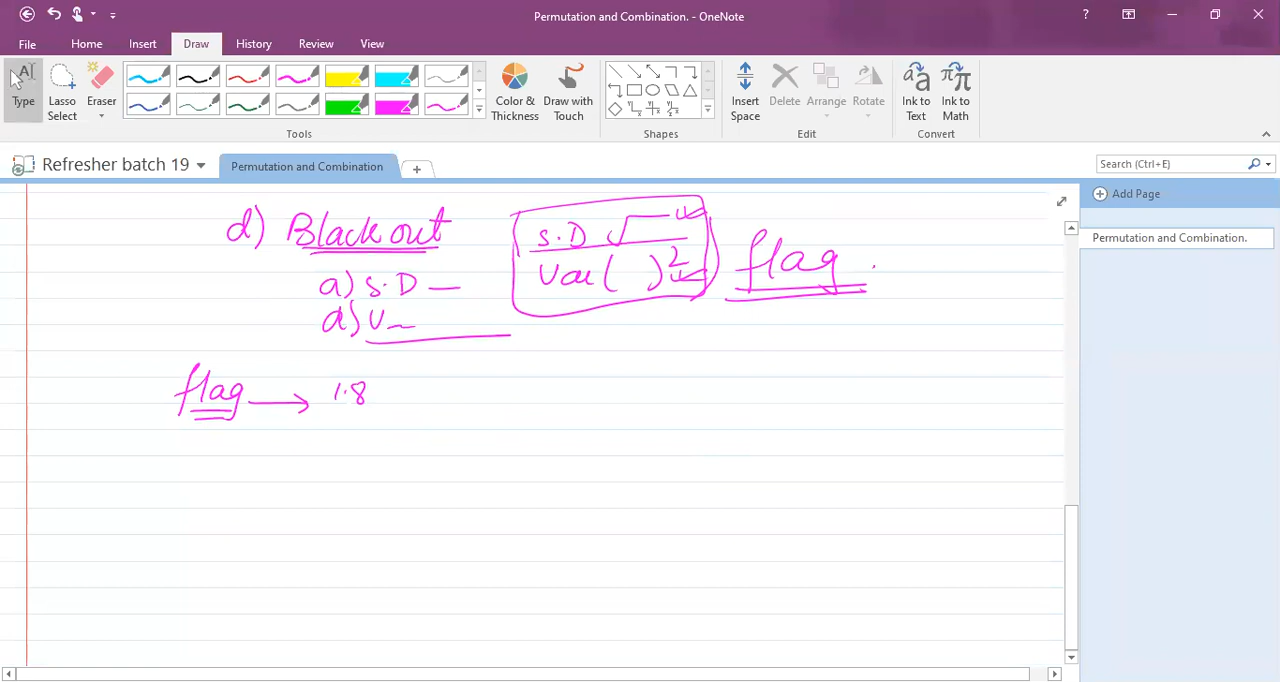 Permutation and Combination. - OneNote
?
File Home Insert Draw History Review View
Type
Lasso Select
Eraser
Color & Thickness
Draw with Touch
Insert Space
Delete
Arrange
Rotate
Ink to Text
Ink to Math
Tools
Shapes
Edit
Convert
Refresher batch 19
Permutation and Combination
Search (Ctrl+E)
Add Page
Permutation and Combination.
d) Black out
S.D √
Var( )²
flag.
a) S.D —
a) V
flag → 1.8